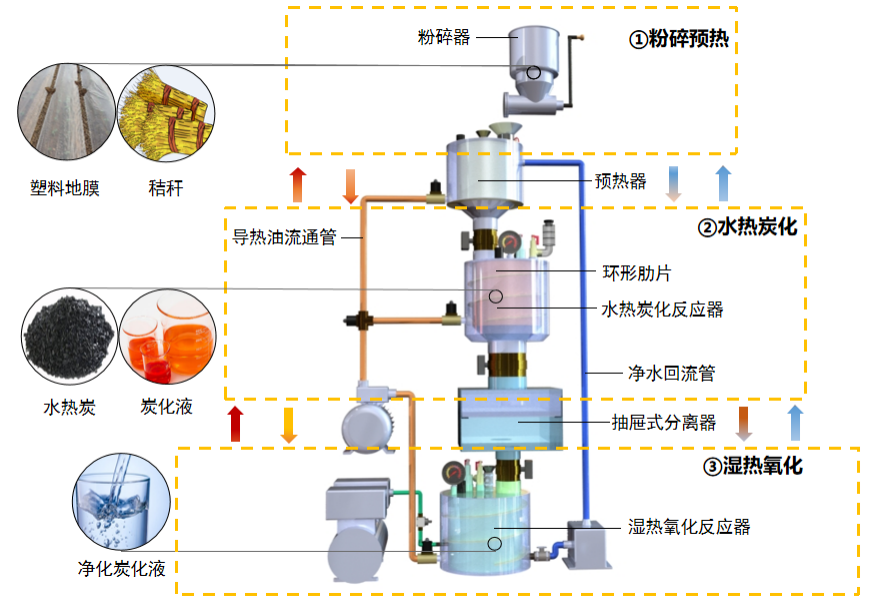 粉碎器
①粉碎预热
塑料地膜
秸秆
预热器
②水热炭化
导热油流通管
环形肋片
水热炭化反应器
净水回流管
水热炭
炭化液
抽屉式分离器
③湿热氧化
湿热氧化反应器
净化炭化液